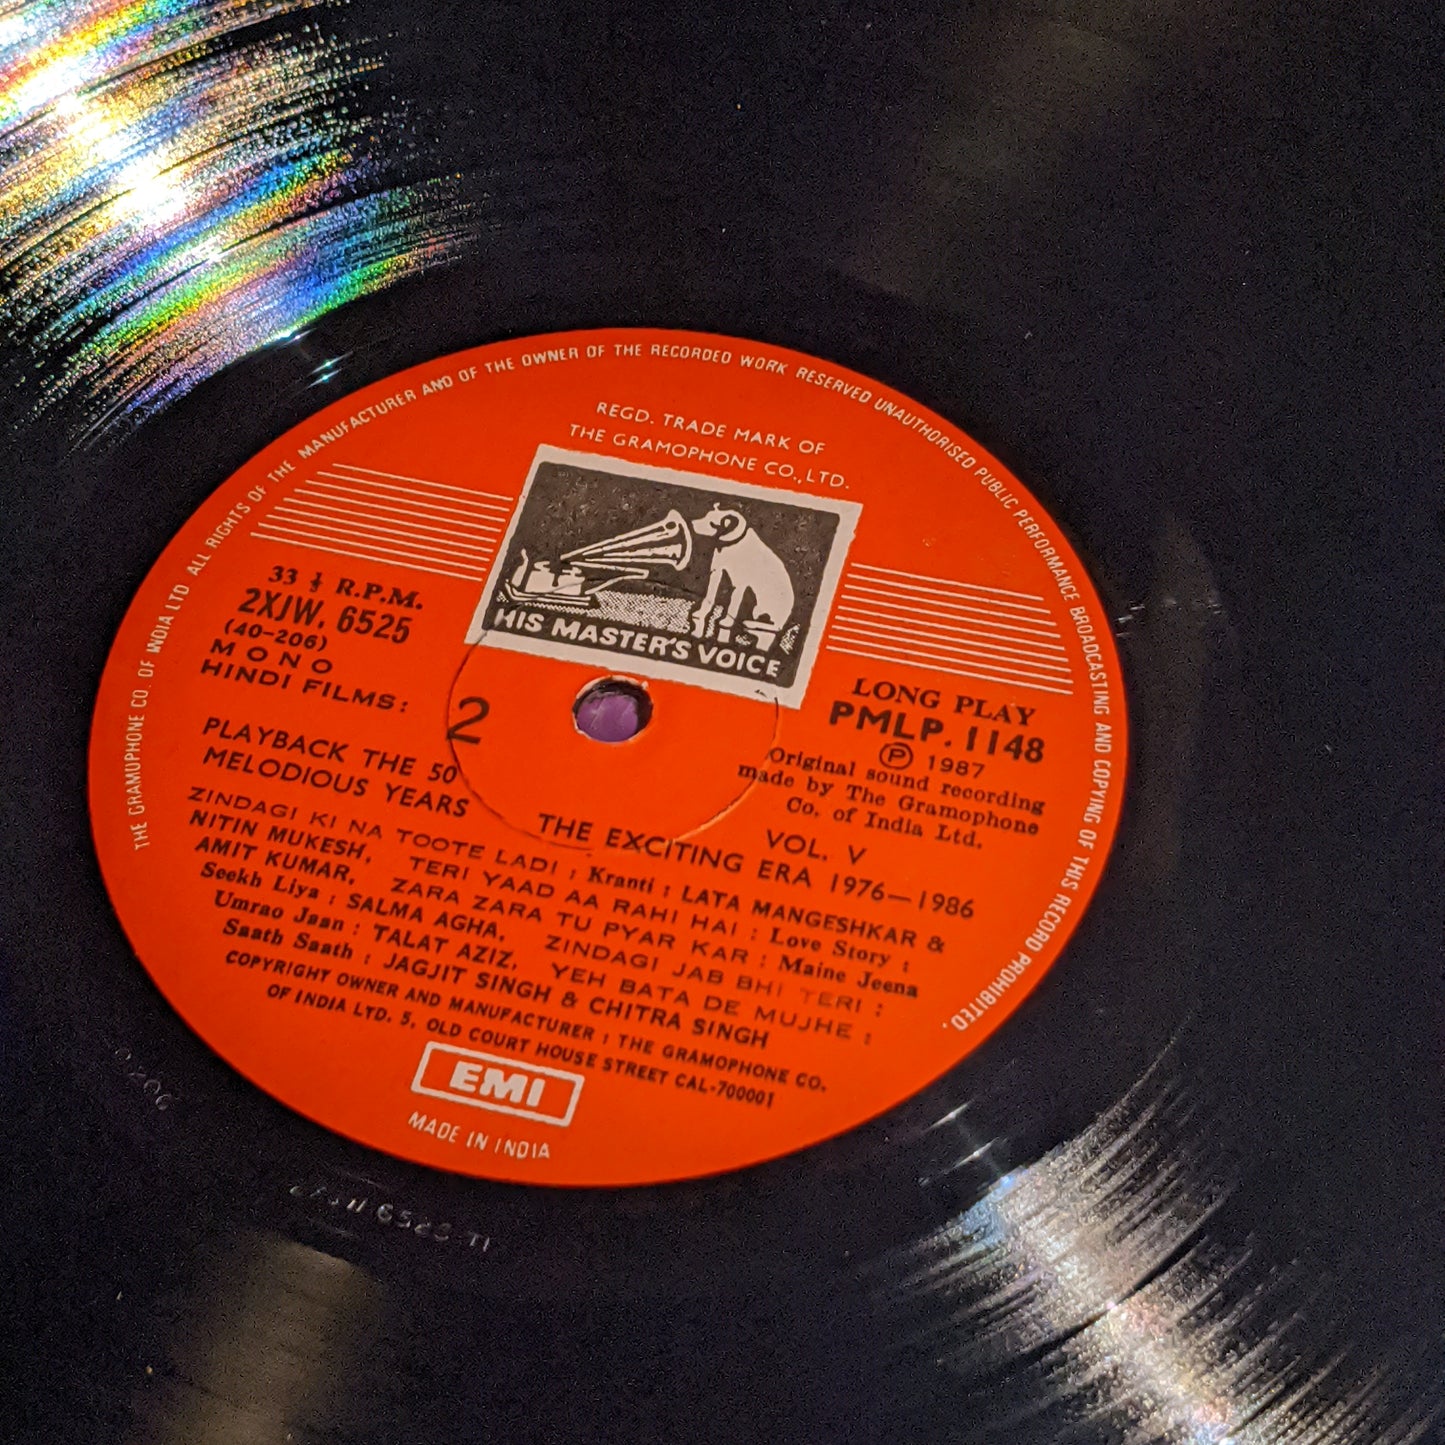 THE GRAMOPHONE CO. OF INDIA LTD ALL RIGHTS OF THE MANUFACTURER AND OF THE OWNER OF THE RECORDED WORK RESERVED UNAUTHORISED PUBLIC PERFORMANCE BROADCASTING AND COPYING OF THIS RECORD PROHIBITED.
REGD. TRADE MARK OF
THE GRAMOPHONE CO., LTD.
HIS MASTER'S VOICE
33 ⅓ R.P.M.
2XJW. 6525
(40-206)
MONO
HINDI FILMS:
2
LONG PLAY
PMLP. 1148
Ⓟ 1987
Original sound recording
made by The Gramophone
Co. of India Ltd.
PLAYBACK THE 50
MELODIOUS YEARS
VOL. V
THE EXCITING ERA 1976—1986
ZINDAGI KI NA TOOTE LADI : Kranti : LATA MANGESHKAR &
NITIN MUKESH, TERI YAAD AA RAHI HAI : Love Story :
AMIT KUMAR, ZARA ZARA TU PYAR KAR : Maine Jeena
Seekh Liya : SALMA AGHA, ZINDAGI JAB BHI TERI :
Umrao Jaan : TALAT AZIZ, YEH BATA DE MUJHE :
Saath Saath : JAGJIT SINGH & CHITRA SINGH
COPYRIGHT OWNER AND MANUFACTURER : THE GRAMOPHONE CO.
OF INDIA LTD. 5, OLD COURT HOUSE STREET CAL-700001
EMI
MADE IN INDIA